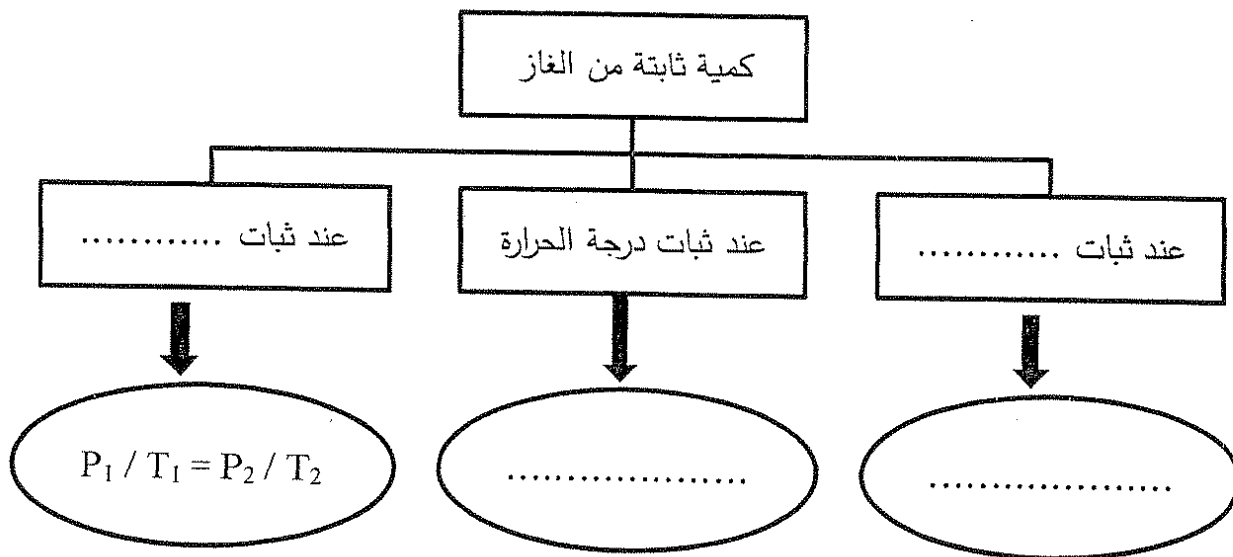 كمية ثابتة من الغاز
عند ثبات ............
عند ثبات درجة الحرارة
عند ثبات ............
....................
....................
P₁ / T₁ = P₂ / T₂